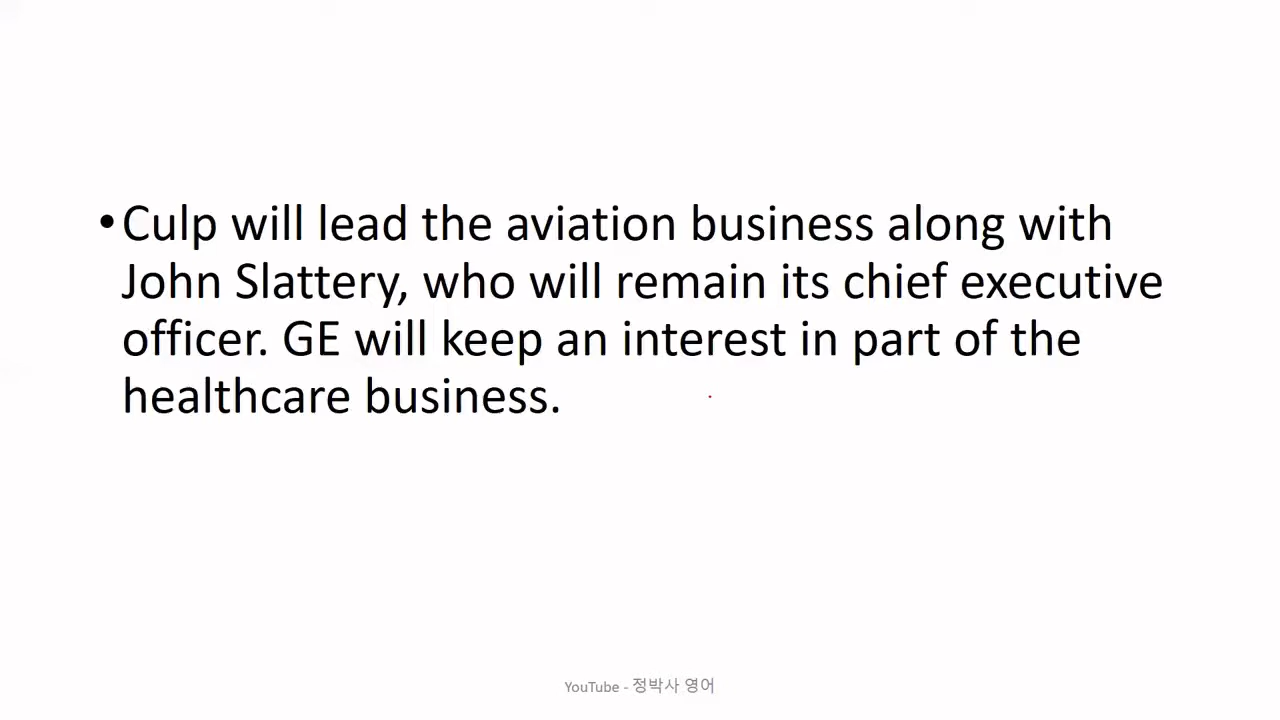 •Culp will lead the aviation business along with
John Slattery, who will remain its chief executive
officer. GE will keep an interest in part of the
healthcare business.
YouTube - 정박사 영어